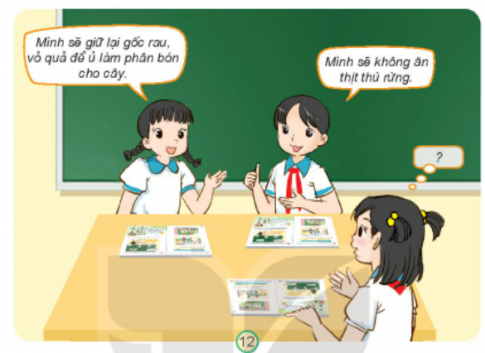 Mình sẽ giữ lại gốc rau,
vỏ quả để ủ làm phân bón
cho cây.
Mình sẽ không ăn
thịt thú rừng.
?
12